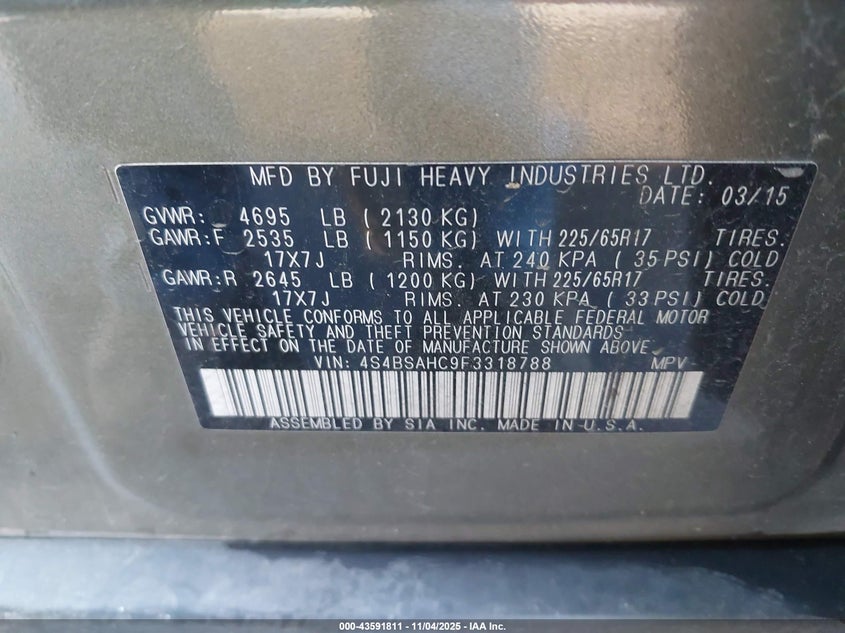 MFD BY FUJI HEAVY INDUSTRIES LTD.
DATE: 03/15
GVWR: 4695 LB ( 2130 KG)
GAWR:F 2535 LB ( 1150 KG) WITH 225/65R17 TIRES.
17X7J RIMS. AT 240 KPA ( 35 PSI) COLD
GAWR:R 2645 LB ( 1200 KG) WITH 225/65R17 TIRES.
17X7J RIMS. AT 230 KPA ( 33 PSI) COLD
THIS VEHICLE CONFORMS TO ALL APPLICABLE FEDERAL MOTOR
VEHICLE SAFETY AND THEFT PREVENTION STANDARDS
IN EFFECT ON THE DATE OF MANUFACTURE SHOWN ABOVE.
VIN: 4S4BSAHC9F3318788 MPV
ASSEMBLED BY SIA INC. MADE IN U.S.A.
000-43591811 - 11/04/2025 - IAA Inc.